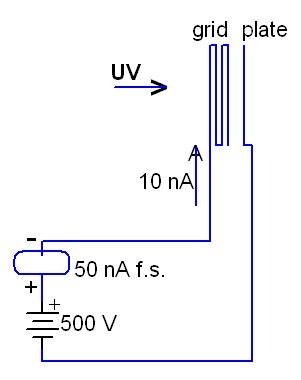 grid plate
UV
A
10 nA
-
50 nA f.s.
+
+
500 V